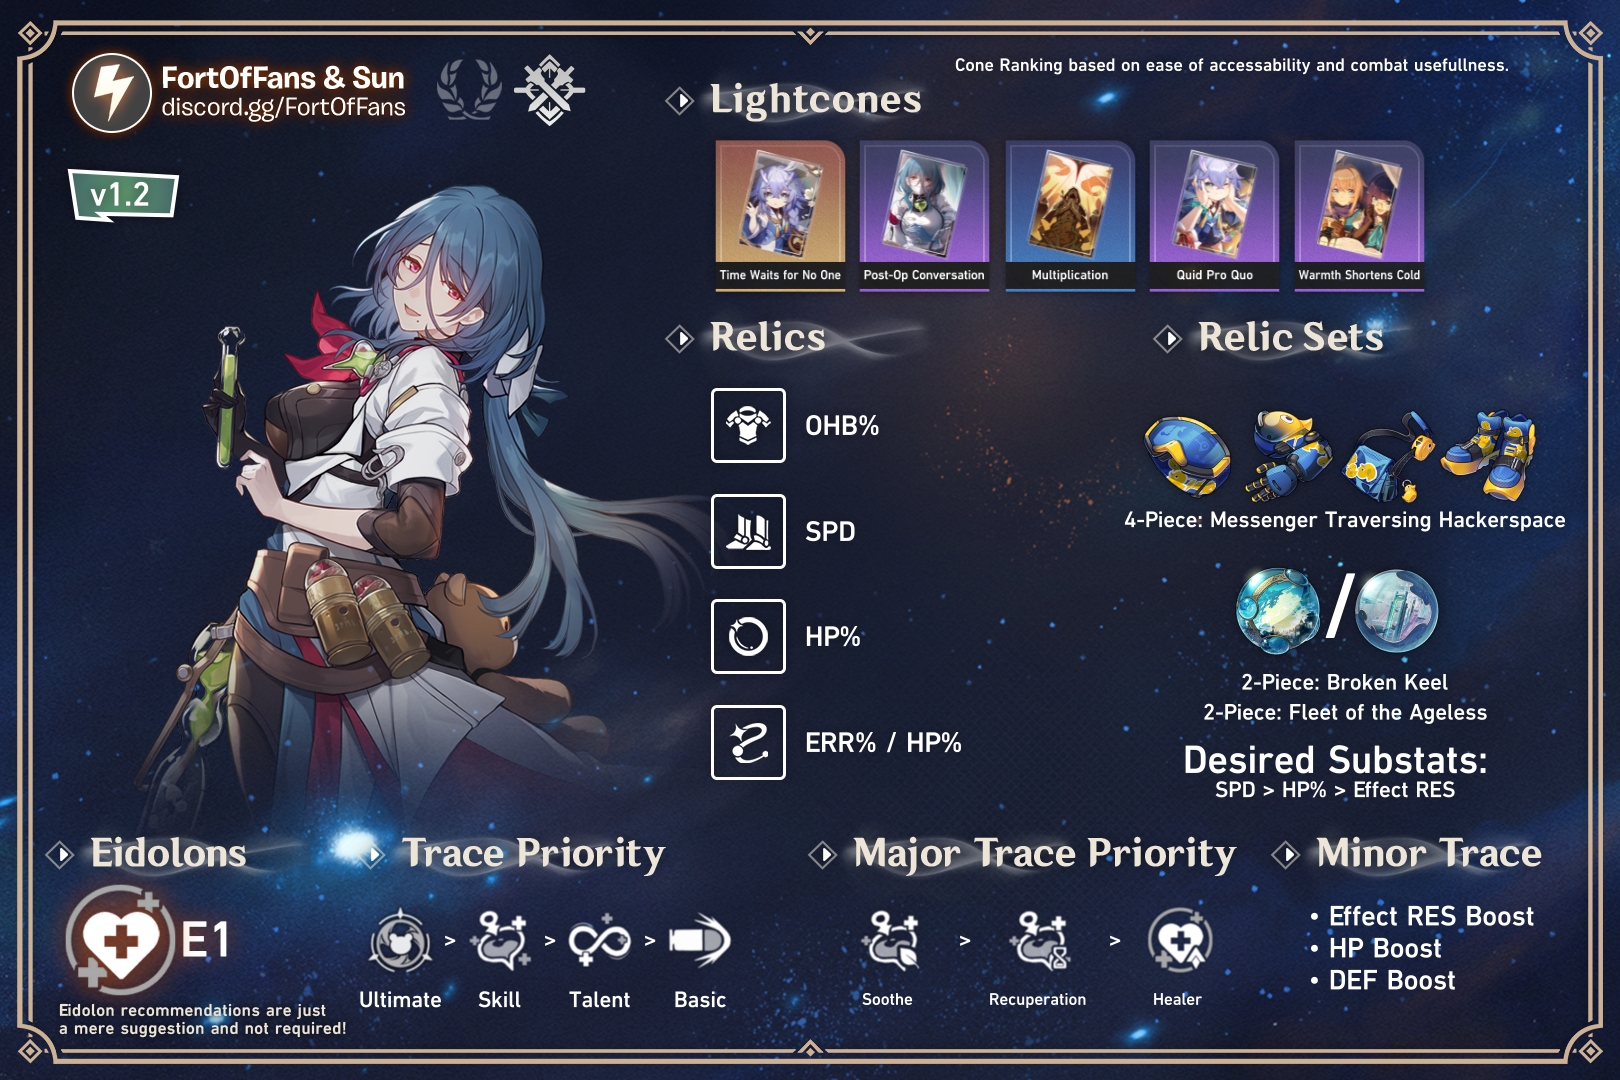 FortOfFans & Sun
discord.gg/FortOfFans
v1.2
Cone Ranking based on ease of accessability and combat usefullness.
Lightcones
Time Waits for No One
Post-Op Conversation
Multiplication
Quid Pro Quo
Warmth Shortens Cold
Relics
OHB%
SPD
HP%
ERR% / HP%
Relic Sets
4-Piece: Messenger Traversing Hackerspace
/
2-Piece: Broken Keel
2-Piece: Fleet of the Ageless
Desired Substats:
SPD > HP% > Effect RES
Eidolons
E1
Eidolon recommendations are just
a mere suggestion and not required!
Trace Priority
> > >
Ultimate Skill Talent Basic
Major Trace Priority
> >
Soothe Recuperation Healer
Minor Trace
• Effect RES Boost
• HP Boost
• DEF Boost